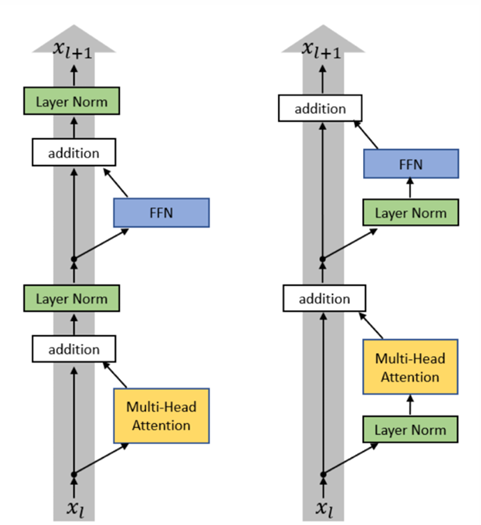 x_{l+1}
Layer Norm
addition
FFN
Layer Norm
addition
Multi-Head
Attention
x_l
x_{l+1}
addition
FFN
Layer Norm
addition
Multi-Head
Attention
Layer Norm
x_l